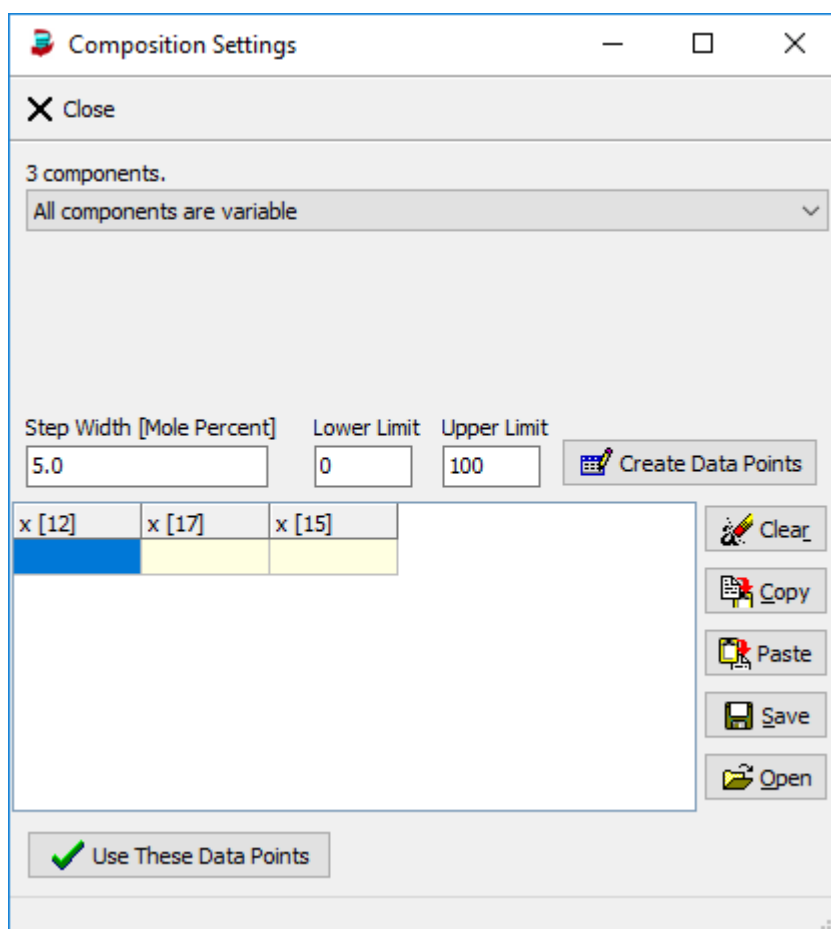 Composition Settings
Close
3 components.
All components are variable
Step Width [Mole Percent] Lower Limit Upper Limit
5.0 0 100 Create Data Points
x [12] x [17] x [15]
Clear
Copy
Paste
Save
Open
Use These Data Points